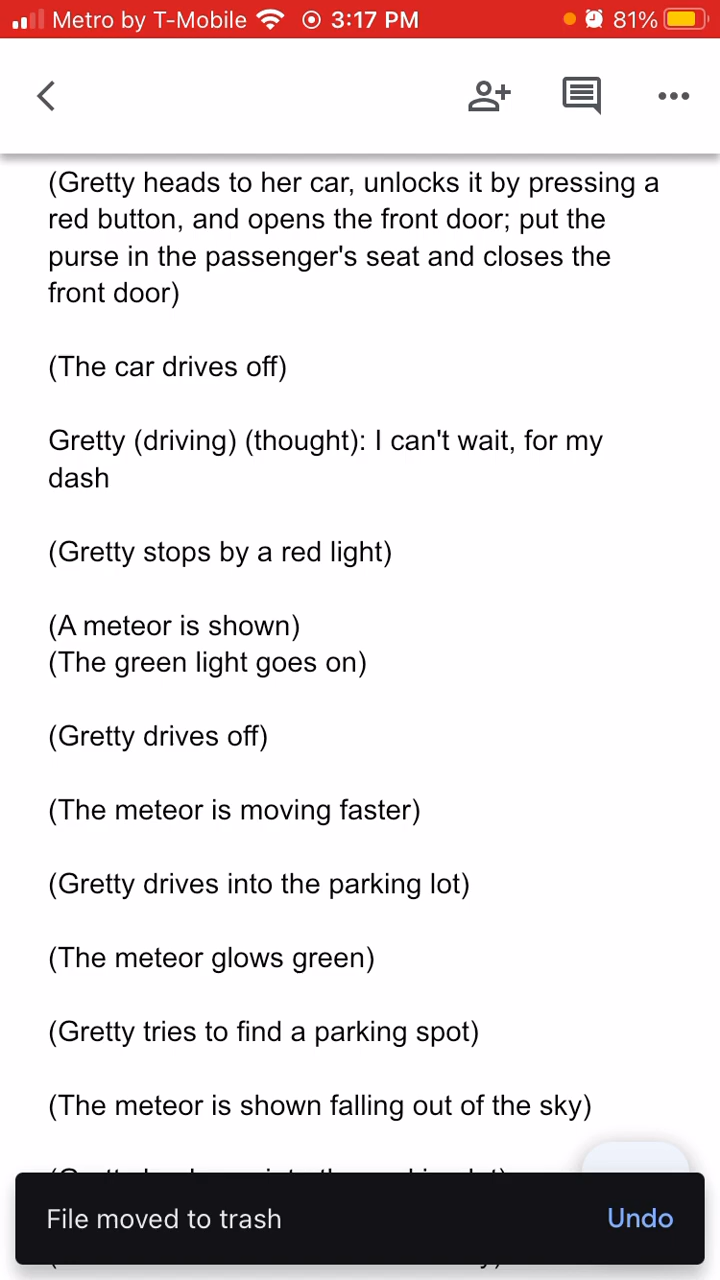 Metro by T-Mobile 3:17 PM 81%
(Gretty heads to her car, unlocks it by pressing a
red button, and opens the front door; put the
purse in the passenger's seat and closes the
front door)
(The car drives off)
Gretty (driving) (thought): I can't wait, for my
dash
(Gretty stops by a red light)
(A meteor is shown)
(The green light goes on)
(Gretty drives off)
(The meteor is moving faster)
(Gretty drives into the parking lot)
(The meteor glows green)
(Gretty tries to find a parking spot)
(The meteor is shown falling out of the sky)
File moved to trash Undo